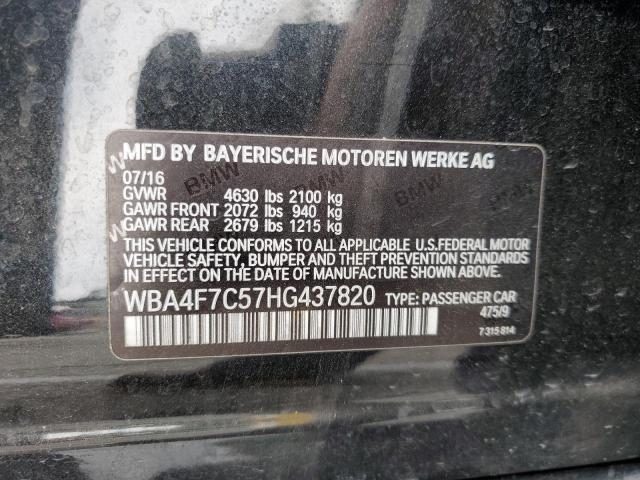 MFD BY BAYERISCHE MOTOREN WERKE AG
07/16
GVWR 4630 lbs 2100 kg
GAWR FRONT 2072 lbs 940 kg
GAWR REAR 2679 lbs 1215 kg
THIS VEHICLE CONFORMS TO ALL APPLICABLE U.S.FEDERAL MOTOR
VEHICLE SAFETY, BUMPER AND THEFT PREVENTION STANDARDS
IN EFFECT ON THE DATE OF MANUFACTURE SHOWN ABOVE.
WBA4F7C57HG437820 TYPE: PASSENGER CAR
475/9
7 315 814
BMW
BMW